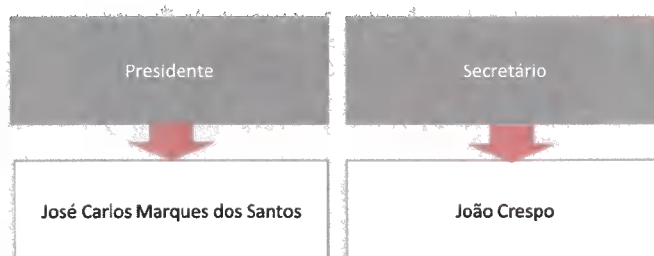 Presidente
Secretário
José Carlos Marques dos Santos
João Crespo